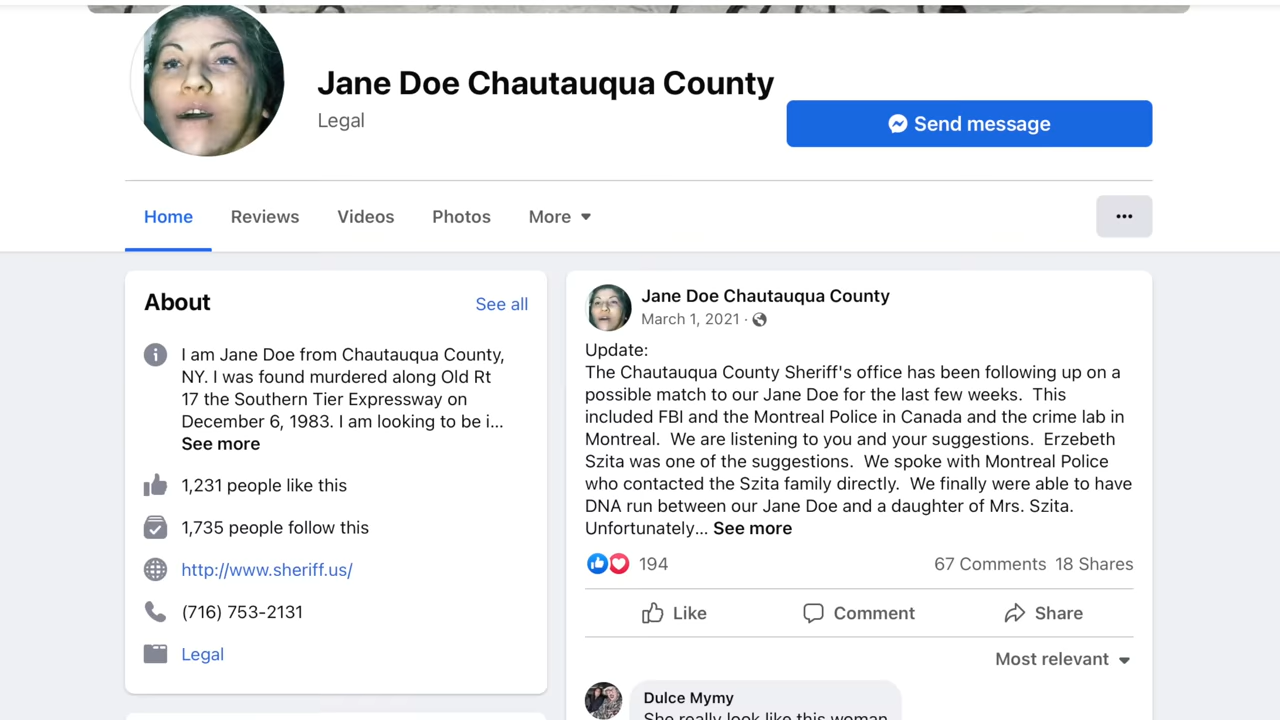 Jane Doe Chautauqua County
Legal
Send message
Home
Reviews
Videos
Photos
More
About
See all
I am Jane Doe from Chautauqua County,
NY. I was found murdered along Old Rt
17 the Southern Tier Expressway on
December 6, 1983. I am looking to be i...
See more
1,231 people like this
1,735 people follow this
http://www.sheriff.us/
(716) 753-2131
Legal
Jane Doe Chautauqua County
March 1, 2021 ·
Update:
The Chautauqua County Sheriff's office has been following up on a
possible match to our Jane Doe for the last few weeks. This
included FBI and the Montreal Police in Canada and the crime lab in
Montreal. We are listening to you and your suggestions. Erzebeth
Szita was one of the suggestions. We spoke with Montreal Police
who contacted the Szita family directly. We finally were able to have
DNA run between our Jane Doe and a daughter of Mrs. Szita.
Unfortunately... See more
194
67 Comments 18 Shares
Like
Comment
Share
Most relevant
Dulce Mymy
She really look like this woman